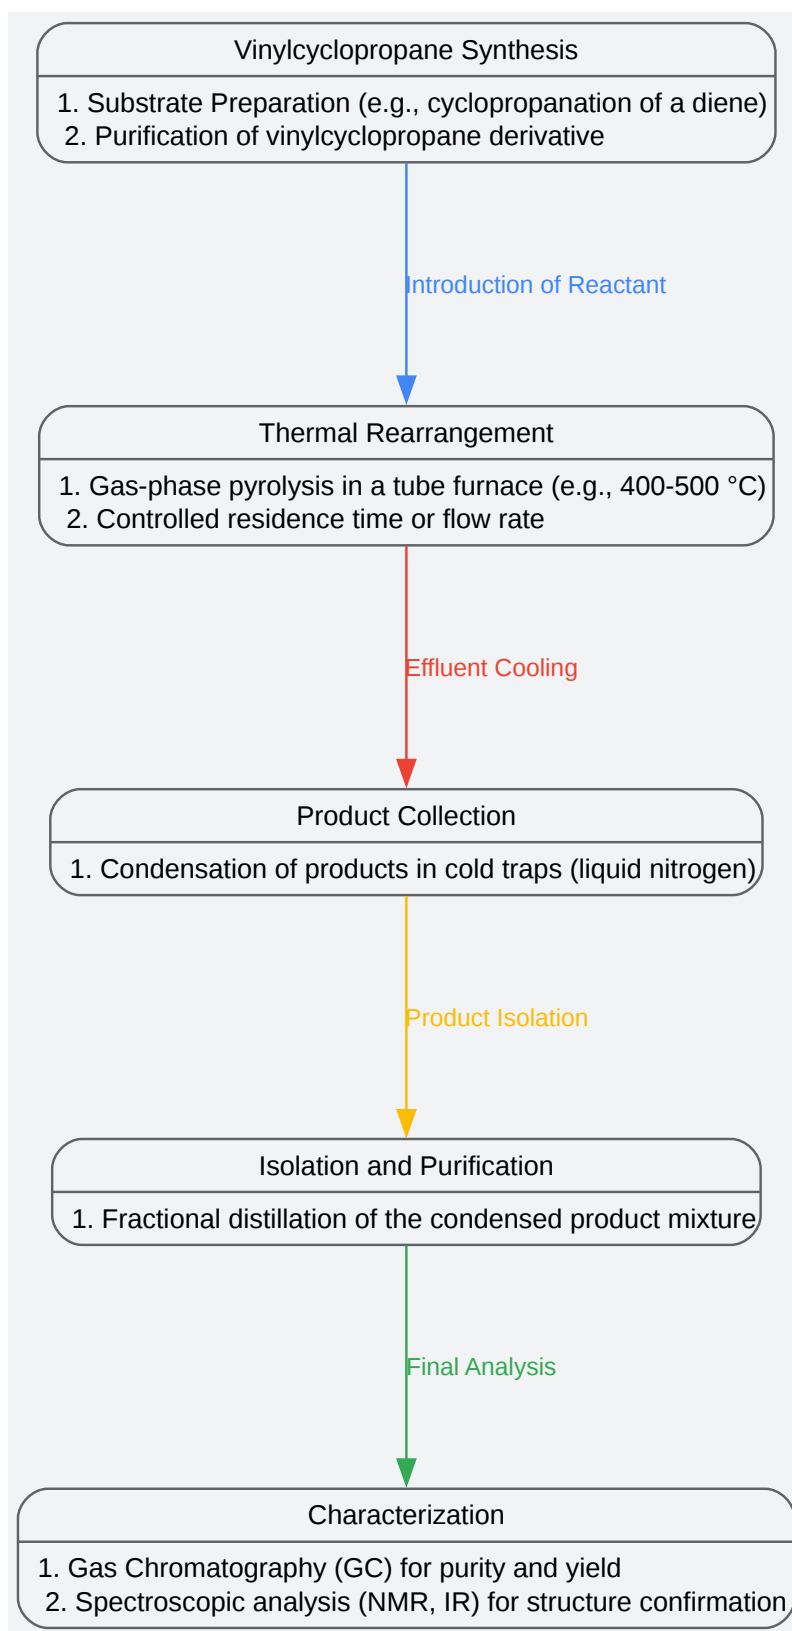 Vinylcyclopropane Synthesis
1. Substrate Preparation (e.g., cyclopropanation of a diene)
2. Purification of vinylcyclopropane derivative
Introduction of Reactant
Thermal Rearrangement
1. Gas-phase pyrolysis in a tube furnace (e.g., 400-500 °C)
2. Controlled residence time or flow rate
Effluent Cooling
Product Collection
1. Condensation of products in cold traps (liquid nitrogen)
Product Isolation
Isolation and Purification
1. Fractional distillation of the condensed product mixture
Final Analysis
Characterization
1. Gas Chromatography (GC) for purity and yield
2. Spectroscopic analysis (NMR, IR) for structure confirmation